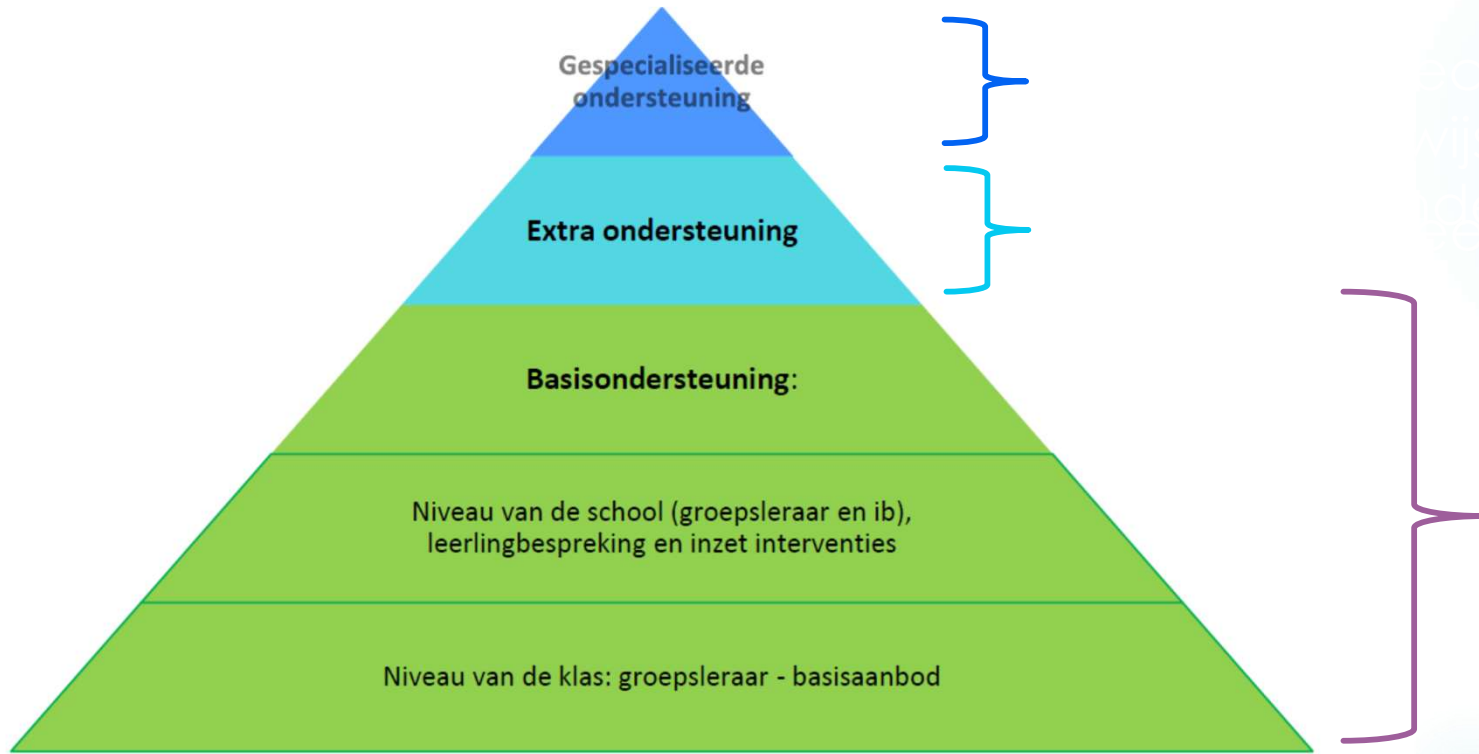 Gespecialiseerde
ondersteuning
Extra ondersteuning
Basisondersteuning:
Niveau van de school (groepsleraar en ib),
leerlingbespreking en inzet interventies
Niveau van de klas: groepsleraar - basisaanbod